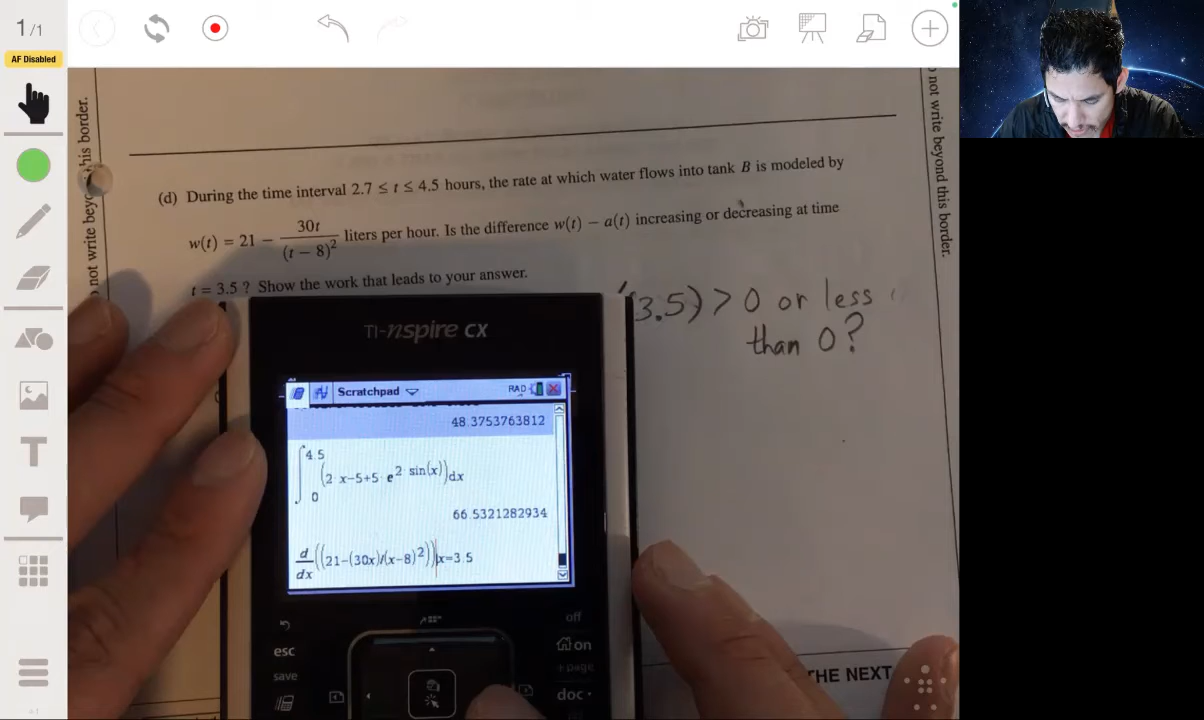 1/1
AF Disabled
T
not write beyond this border.
not write beyond this border.
(d) During the time interval 2.7 ≤ t ≤ 4.5 hours, the rate at which water flows into tank B is modeled by
w(t) = 21 − 30t/(t − 8)² liters per hour. Is the difference w(t) − a(t) increasing or decreasing at time
t = 3.5 ? Show the work that leads to your answer.
'(3.5) > 0 or less
than 0?
TI-nspire CX
Scratchpad RAD
48.3753763812
∫ 4.5 0 (2·x−5+5·e^2·sin(x))dx
66.5321282934
d/dx((21−(30x)/(x−8)²))|x=3.5
off
esc
on
save
+page
doc
THE NEXT